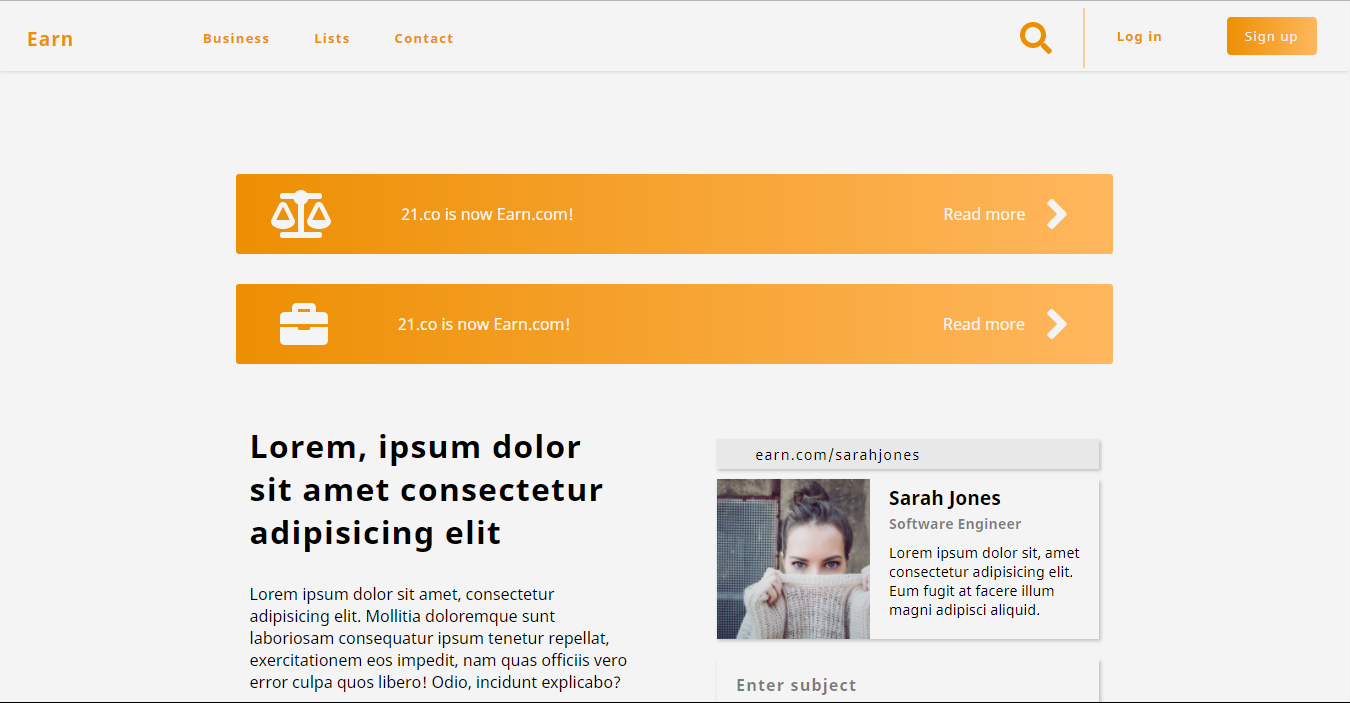 Earn
Business
Lists
Contact
Log in
Sign up
21.co is now Earn.com!
Read more
21.co is now Earn.com!
Read more
Lorem, ipsum dolor
sit amet consectetur
adipisicing elit
Lorem ipsum dolor sit amet, consectetur
adipisicing elit. Mollitia doloremque sunt
laboriosam consequatur ipsum tenetur repellat,
exercitationem eos impedit, nam quas officiis vero
error culpa quos libero! Odio, incidunt explicabo?
earn.com/sarahjones
Sarah Jones
Software Engineer
Lorem ipsum dolor sit, amet
consectetur adipisicing elit.
Eum fugit at facere illum
magni adipisci aliquid.
Enter subject